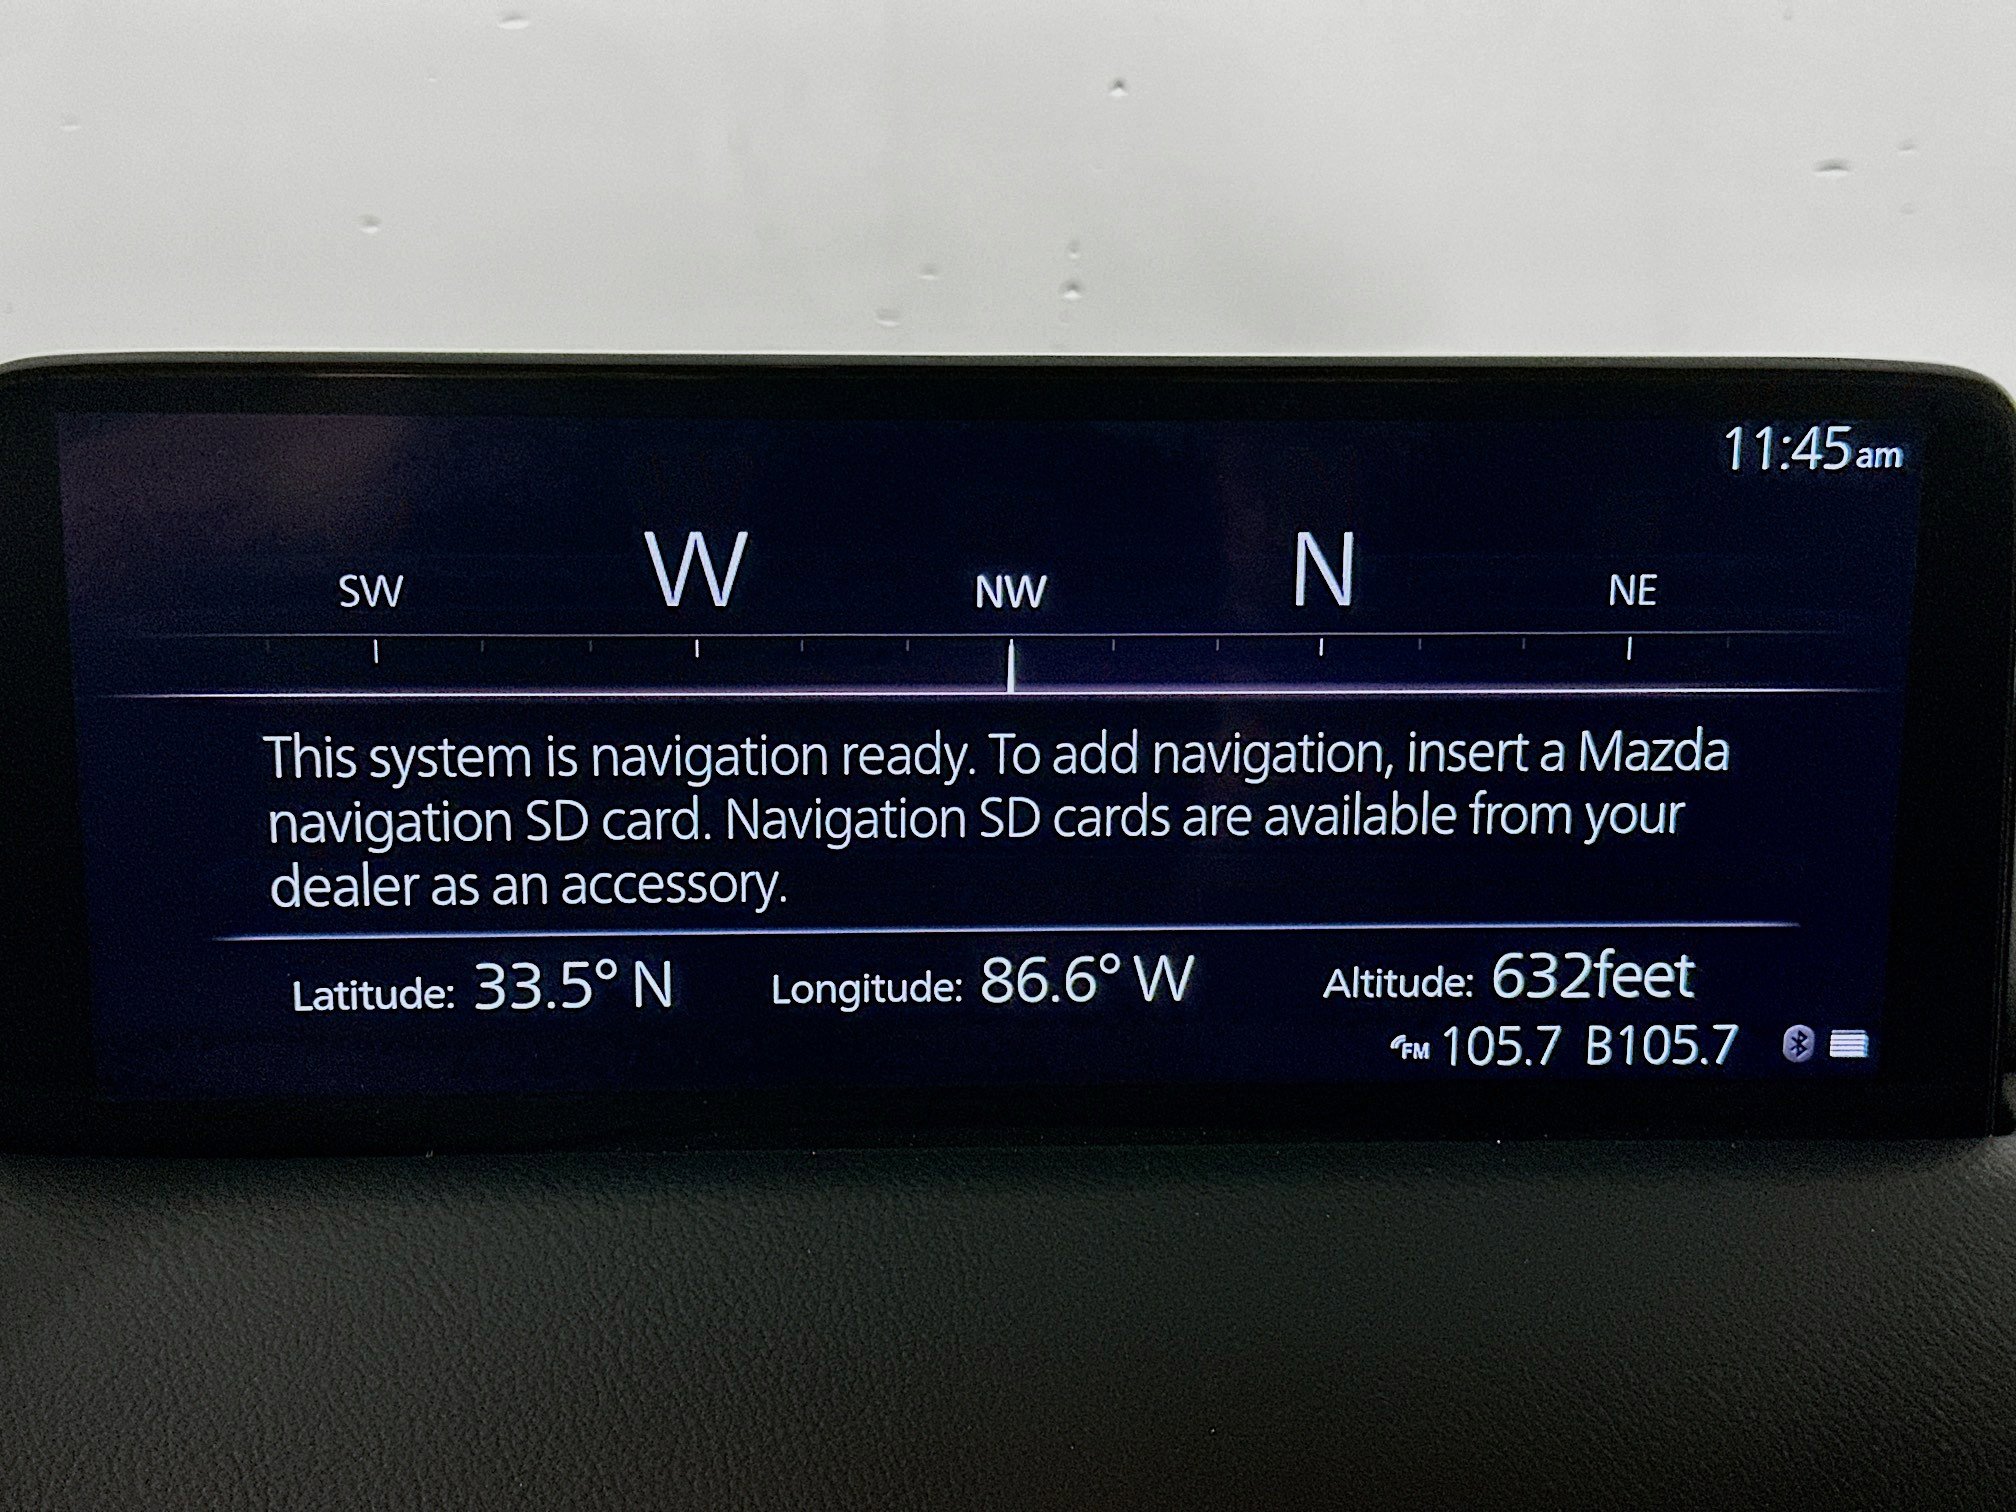 11:45am
SW W NW N NE
This system is navigation ready. To add navigation, insert a Mazda
navigation SD card. Navigation SD cards are available from your
dealer as an accessory.
Latitude: 33.5° N Longitude: 86.6° W Altitude: 632feet
FM 105.7 B105.7